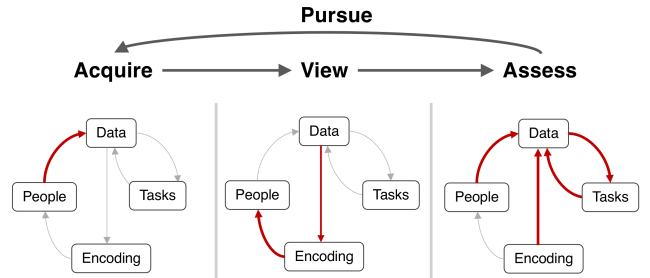 Pursue
Acquire View Assess
Data Data Data
People Tasks People Tasks People Tasks
Encoding Encoding Encoding